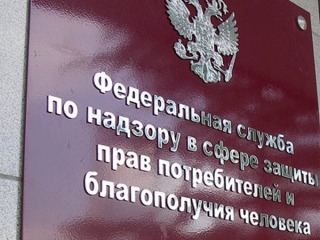 Федеральная служба
по надзору в сфере защиты
прав потребителей и
благополучия человека